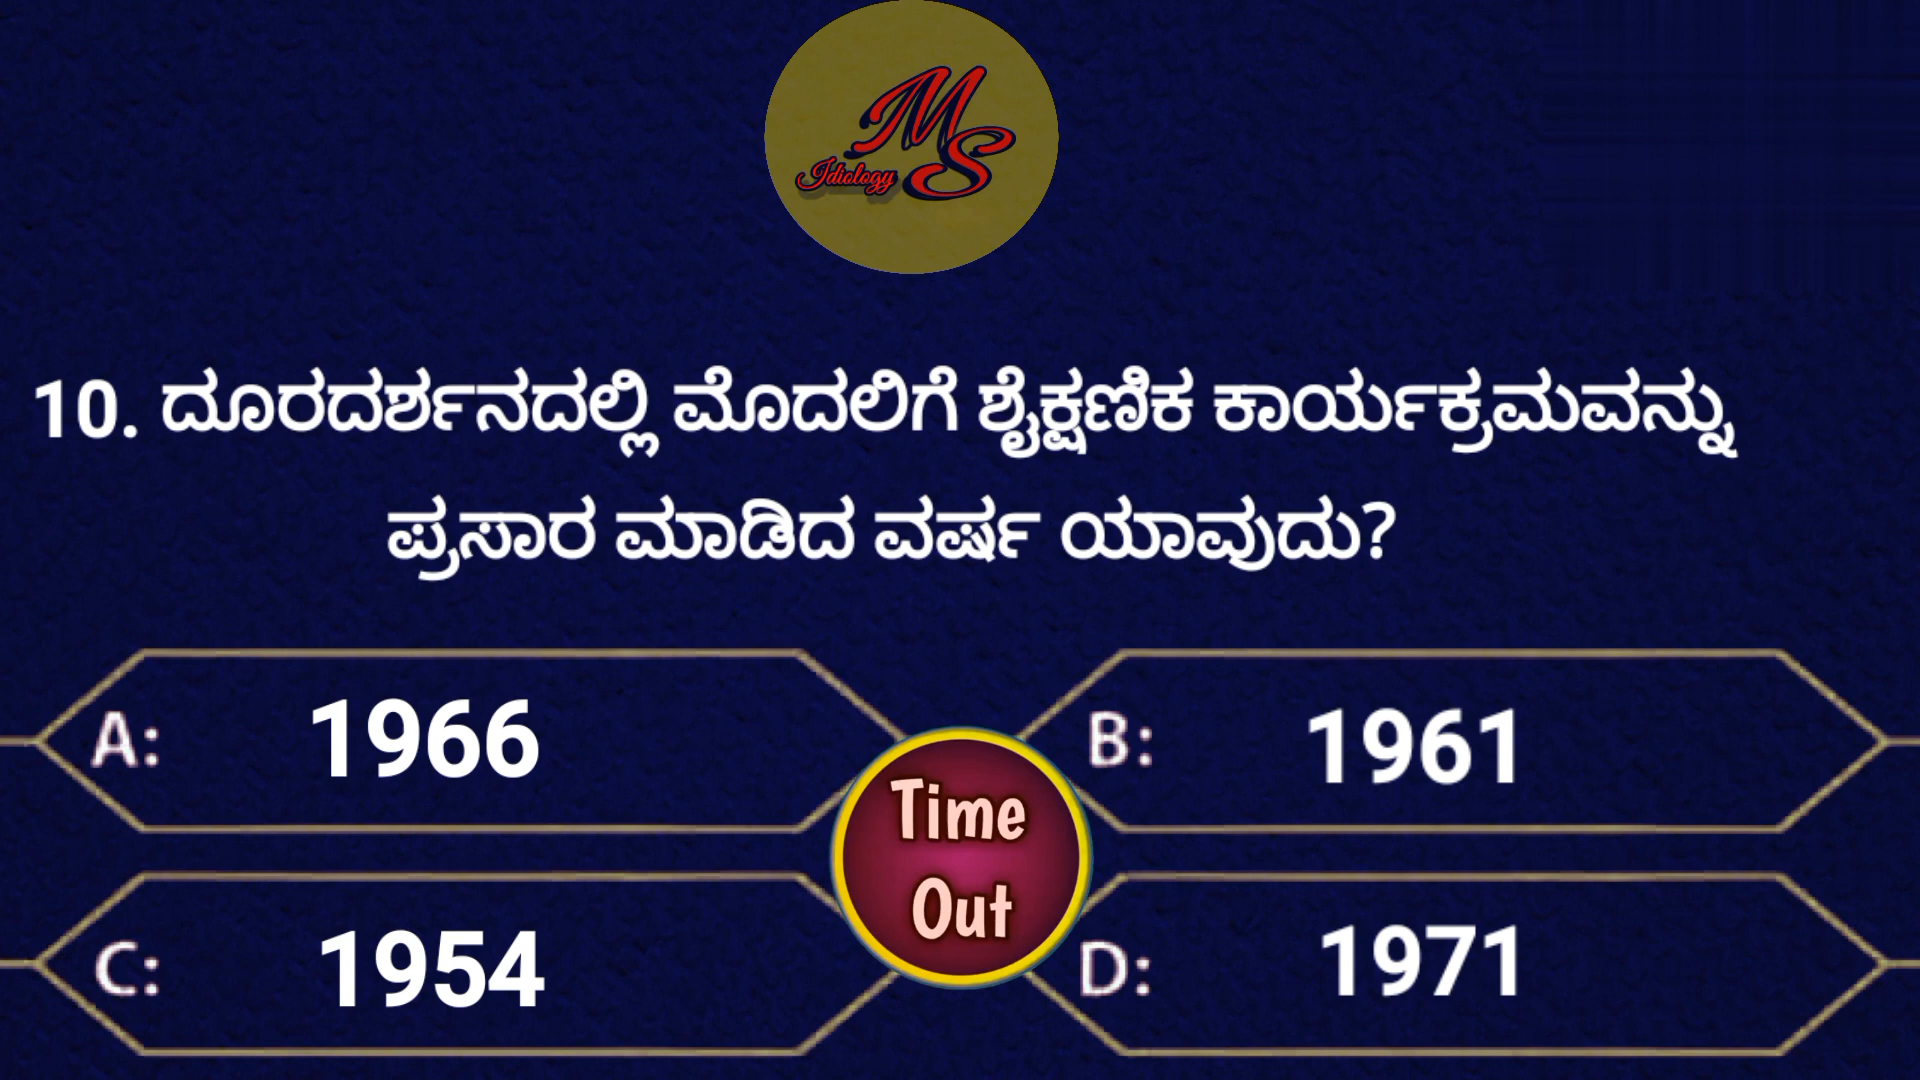 MS
Idiology
10. ದೂರದರ್ಶನದಲ್ಲಿ ಮೊದಲಿಗೆ ಶೈಕ್ಷಣಿಕ ಕಾರ್ಯಕ್ರಮವನ್ನು
ಪ್ರಸಾರ ಮಾಡಿದ ವರ್ಷ ಯಾವುದು?
A: 1966
B: 1961
Time
Out
C: 1954
D: 1971